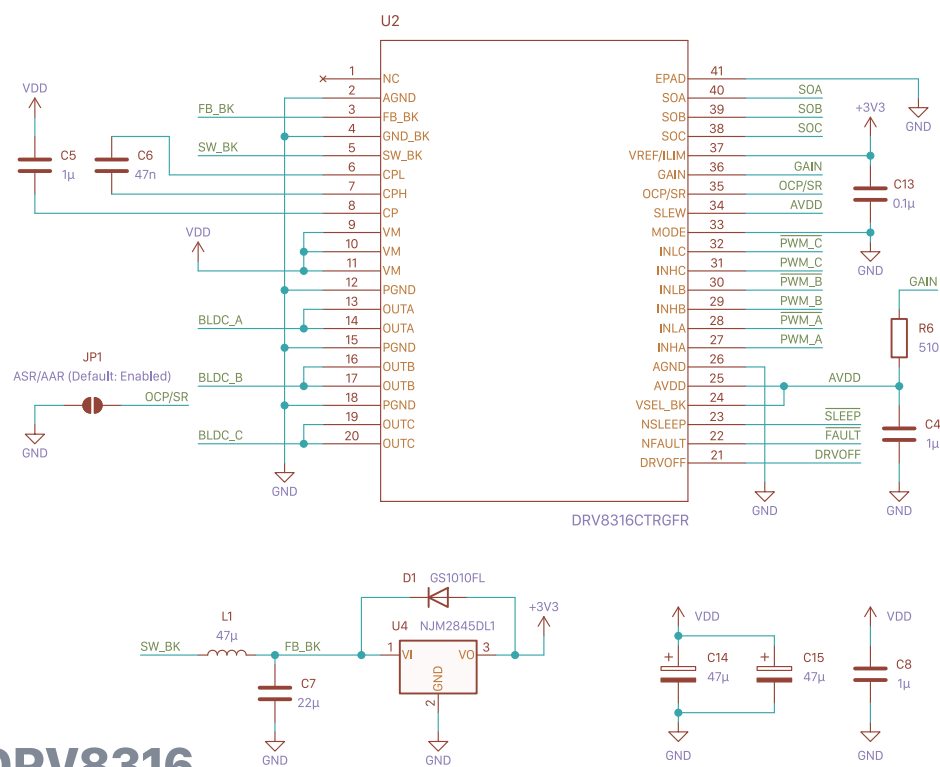 U2
1 NC
2 AGND
3 FB_BK
4 GND_BK
5 SW_BK
6 CPL
7 CPH
8 CP
9 VM
10 VM
11 VM
12 PGND
13 OUTA
14 OUTA
15 PGND
16 OUTB
17 OUTB
18 PGND
19 OUTC
20 OUTC
EPAD 41
SOA 40 SOA
SOB 39 SOB
SOC 38 SOC
VREF/ILIM 37
GAIN 36 GAIN
OCP/SR 35 OCP/SR
SLEW 34 AVDD
MODE 33
INLC 32 PWM_C
INHC 31 PWM_C
INLB 30 PWM_B
INHB 29 PWM_B
INLA 28 PWM_A
INHA 27 PWM_A
AGND 26
AVDD 25 AVDD
VSEL_BK 24
NSLEEP 23 SLEEP
NFAULT 22 FAULT
DRVOFF 21 DRVOFF
DRV8316CTRGFR
VDD
C5
1µ
C6
47n
FB_BK
SW_BK
VDD
BLDC_A
BLDC_B
BLDC_C
GND
JP1
ASR/AAR (Default: Enabled)
OCP/SR
GND
GND
+3V3
C13
0.1µ
GND
GAIN
R6
510
C4
1µ
GND
GND
D1 GS1010FL
U4 NJM2845DL1
+3V3
L1
47µ
SW_BK
FB_BK
1 VI
VO 3
GND
2
C7
22µ
GND
GND
VDD
+ C14
47µ
+ C15
47µ
GND
VDD
C8
1µ
GND
DRV8316